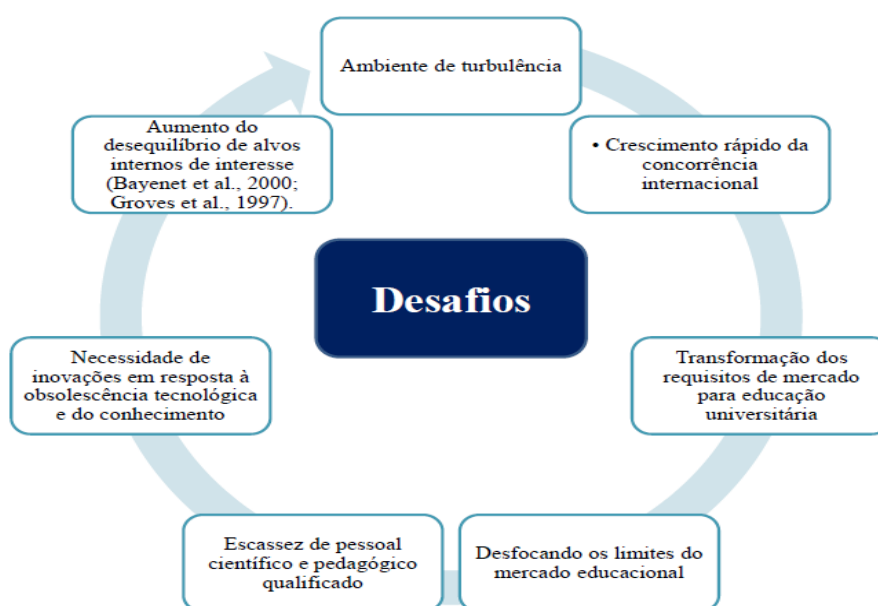 Ambiente de turbulência
• Crescimento rápido da
concorrência
internacional
Transformação dos
requisitos de mercado
para educação
universitária
Desfocando os limites do
mercado educacional
Escassez de pessoal
científico e pedagógico
qualificado
Necessidade de
inovações em resposta à
obsolescência tecnológica
e do conhecimento
Aumento do
desequilíbrio de alvos
internos de interesse
(Bayenet et al., 2000;
Groves et al., 1997).
Desafios